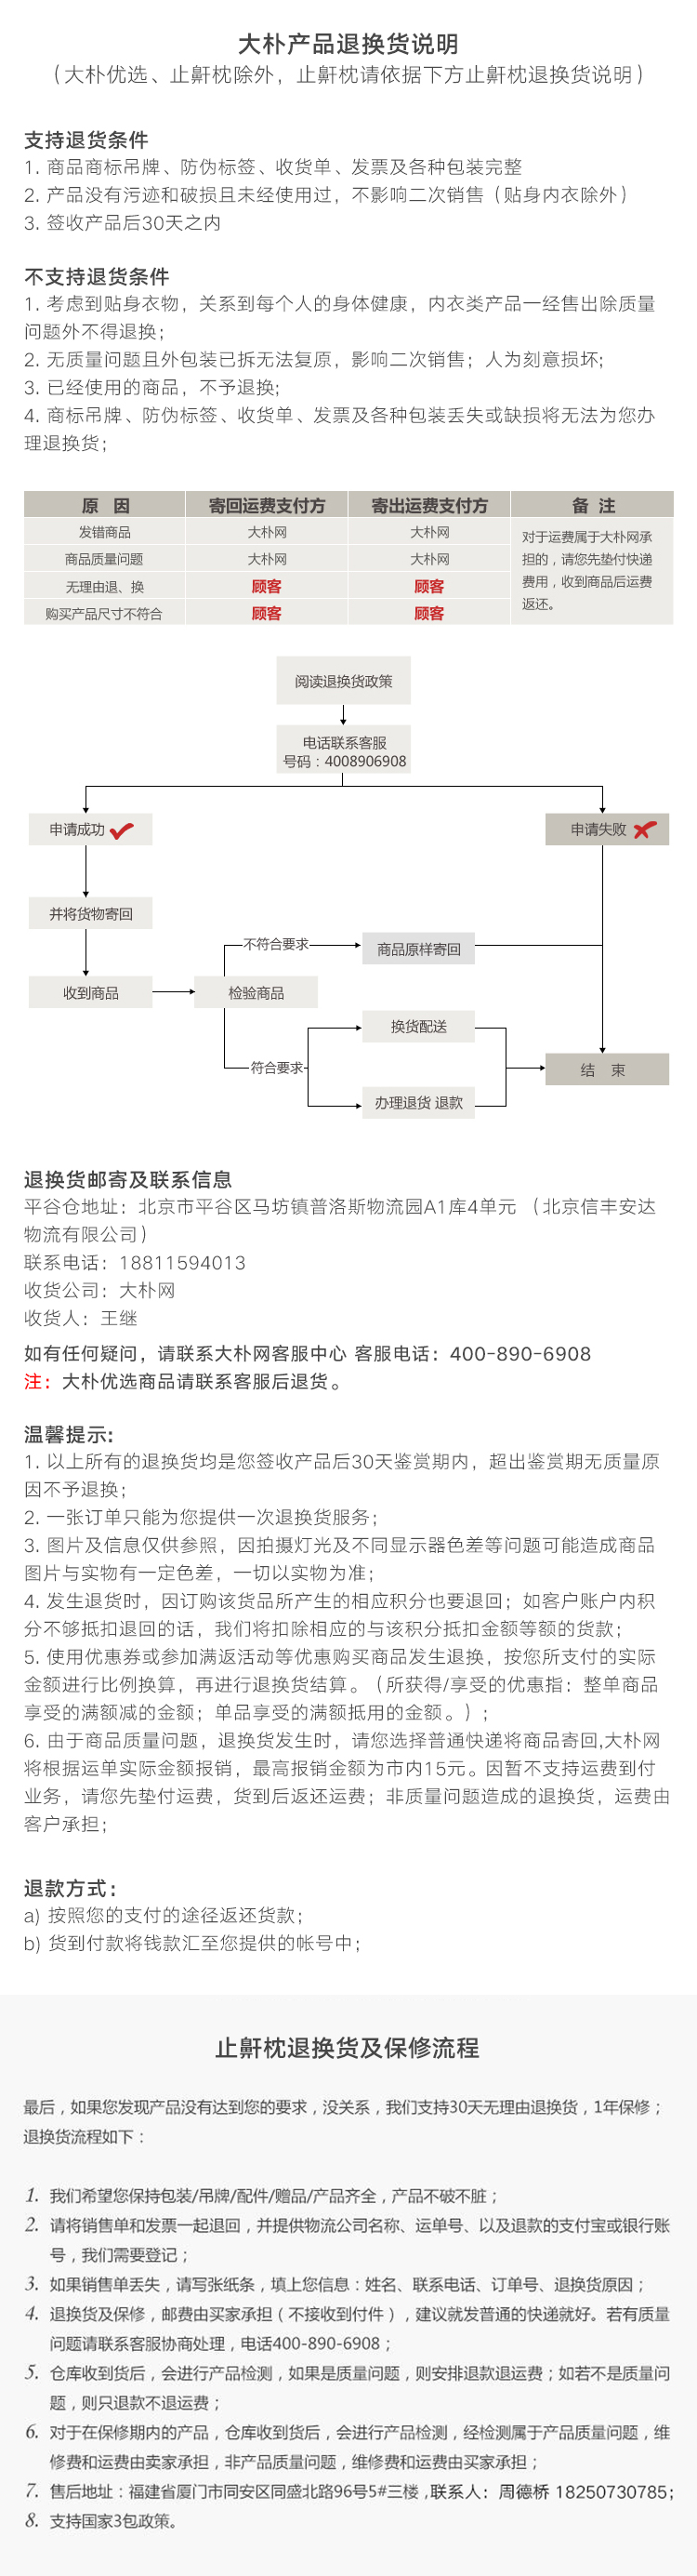 大朴产品退换货说明
（大朴优选、止鼾枕除外，止鼾枕请依据下方止鼾枕退换货说明）
支持退货条件
1. 商品商标吊牌、防伪标签、收货单、发票及各种包装完整
2. 产品没有污迹和破损且未经使用过，不影响二次销售（贴身内衣除外）
3. 签收产品后30天之内
不支持退货条件
1. 考虑到贴身衣物，关系到每个人的身体健康，内衣类产品一经售出除质量
问题外不得退换；
2. 无质量问题且外包装已拆无法复原，影响二次销售；人为刻意损坏;
3. 已经使用的商品，不予退换;
4. 商标吊牌、防伪标签、收货单、发票及各种包装丢失或缺损将无法为您办
理退换货；
原 因 寄回运费支付方 寄出运费支付方 备 注
发错商品 大朴网 大朴网
商品质量问题 大朴网 大朴网
无理由退、换 顾客 顾客
购买产品尺寸不符合 顾客 顾客
对于运费属于大朴网承
担的，请您先垫付快递
费用，收到商品后运费
返还。
阅读退换货政策
电话联系客服
号码：4008906908
申请成功
申请失败
并将货物寄回
不符合要求
商品原样寄回
收到商品
检验商品
换货配送
符合要求
结 束
办理退货 退款
退换货邮寄及联系信息
平谷仓地址：北京市平谷区马坊镇普洛斯物流园A1库4单元 （北京信丰安达
物流有限公司）
联系电话：18811594013
收货公司：大朴网
收货人：王继
如有任何疑问，请联系大朴网客服中心 客服电话：400-890-6908
注：大朴优选商品请联系客服后退货。
温馨提示:
1. 以上所有的退换货均是您签收产品后30天鉴赏期内，超出鉴赏期无质量原
因不予退换；
2. 一张订单只能为您提供一次退换货服务；
3. 图片及信息仅供参照，因拍摄灯光及不同显示器色差等问题可能造成商品
图片与实物有一定色差，一切以实物为准；
4. 发生退货时，因订购该货品所产生的相应积分也要退回；如客户账户内积
分不够抵扣退回的话，我们将扣除相应的与该积分抵扣金额等额的货款；
5. 使用优惠券或参加满返活动等优惠购买商品发生退换，按您所支付的实际
金额进行比例换算，再进行退换货结算。（所获得/享受的优惠指：整单商品
享受的满额减的金额；单品享受的满额抵用的金额。）；
6. 由于商品质量问题，退换货发生时，请您选择普通快递将商品寄回,大朴网
将根据运单实际金额报销，最高报销金额为市内15元。因暂不支持运费到付
业务，请您先垫付运费，货到后返还运费；非质量问题造成的退换货，运费由
客户承担；
退款方式：
a) 按照您的支付的途径返还货款；
b) 货到付款将钱款汇至您提供的帐号中；
止鼾枕退换货及保修流程
最后，如果您发现产品没有达到您的要求，没关系，我们支持30天无理由退换货，1年保修；
退换货流程如下：
1. 我们希望您保持包装/吊牌/配件/赠品/产品齐全，产品不破不脏；
2. 请将销售单和发票一起退回，并提供物流公司名称、运单号、以及退款的支付宝或银行账
号，我们需要登记；
3. 如果销售单丢失，请写张纸条，填上您信息：姓名、联系电话、订单号、退换货原因；
4. 退换货及保修，邮费由买家承担（不接收到付件），建议就发普通的快递就好。若有质量
问题请联系客服协商处理，电话400-890-6908；
5. 仓库收到货后，会进行产品检测，如果是质量问题，则安排退款退运费；如若不是质量问
题，则只退款不退运费；
6. 对于在保修期内的产品，仓库收到货后，会进行产品检测，经检测属于产品质量问题，维
修费和运费由卖家承担，非产品质量问题，维修费和运费由买家承担；
7. 售后地址：福建省厦门市同安区同盛北路96号5#三楼，联系人：周德桥 18250730785；
8. 支持国家3包政策。